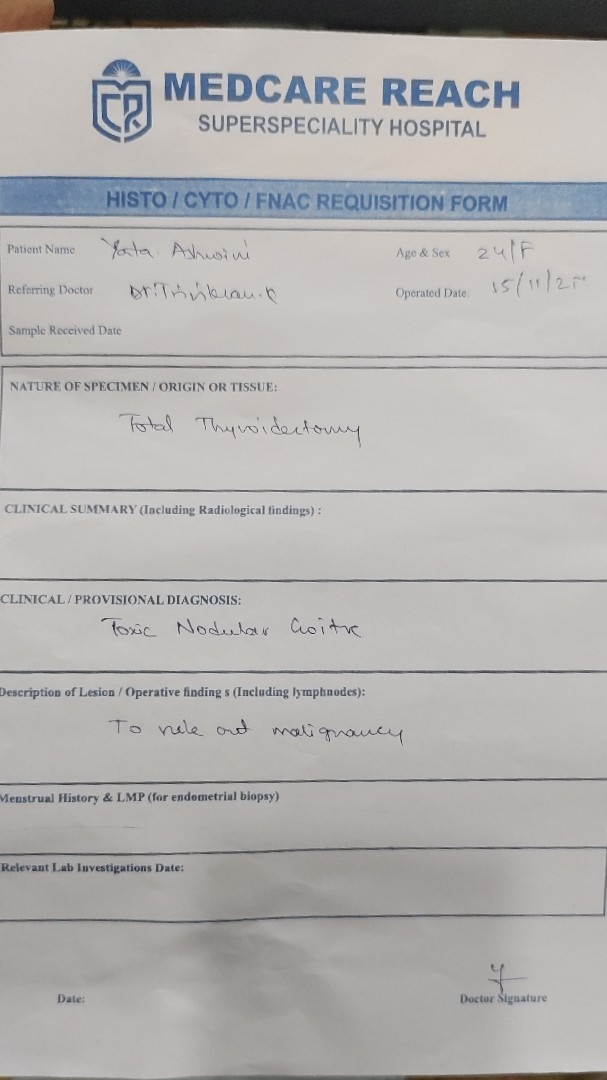 MEDCARE REACH
SUPERSPECIALITY HOSPITAL
HISTO / CYTO / FNAC REQUISITION FORM
Patient Name Yata. Ashwini Age & Sex 24/F
Referring Doctor Operated Date: 15/11/25
Sample Received Date
NATURE OF SPECIMEN / ORIGIN OR TISSUE:
Total Thyroidectomy
CLINICAL SUMMARY (Including Radiological findings) :
CLINICAL / PROVISIONAL DIAGNOSIS:
Toxic Nodular Goitre
Description of Lesion / Operative finding s (Including lymphnodes):
To rule out malignancy
Menstrual History & LMP (for endometrial biopsy)
Relevant Lab Investigations Date:
Date: Doctor Signature